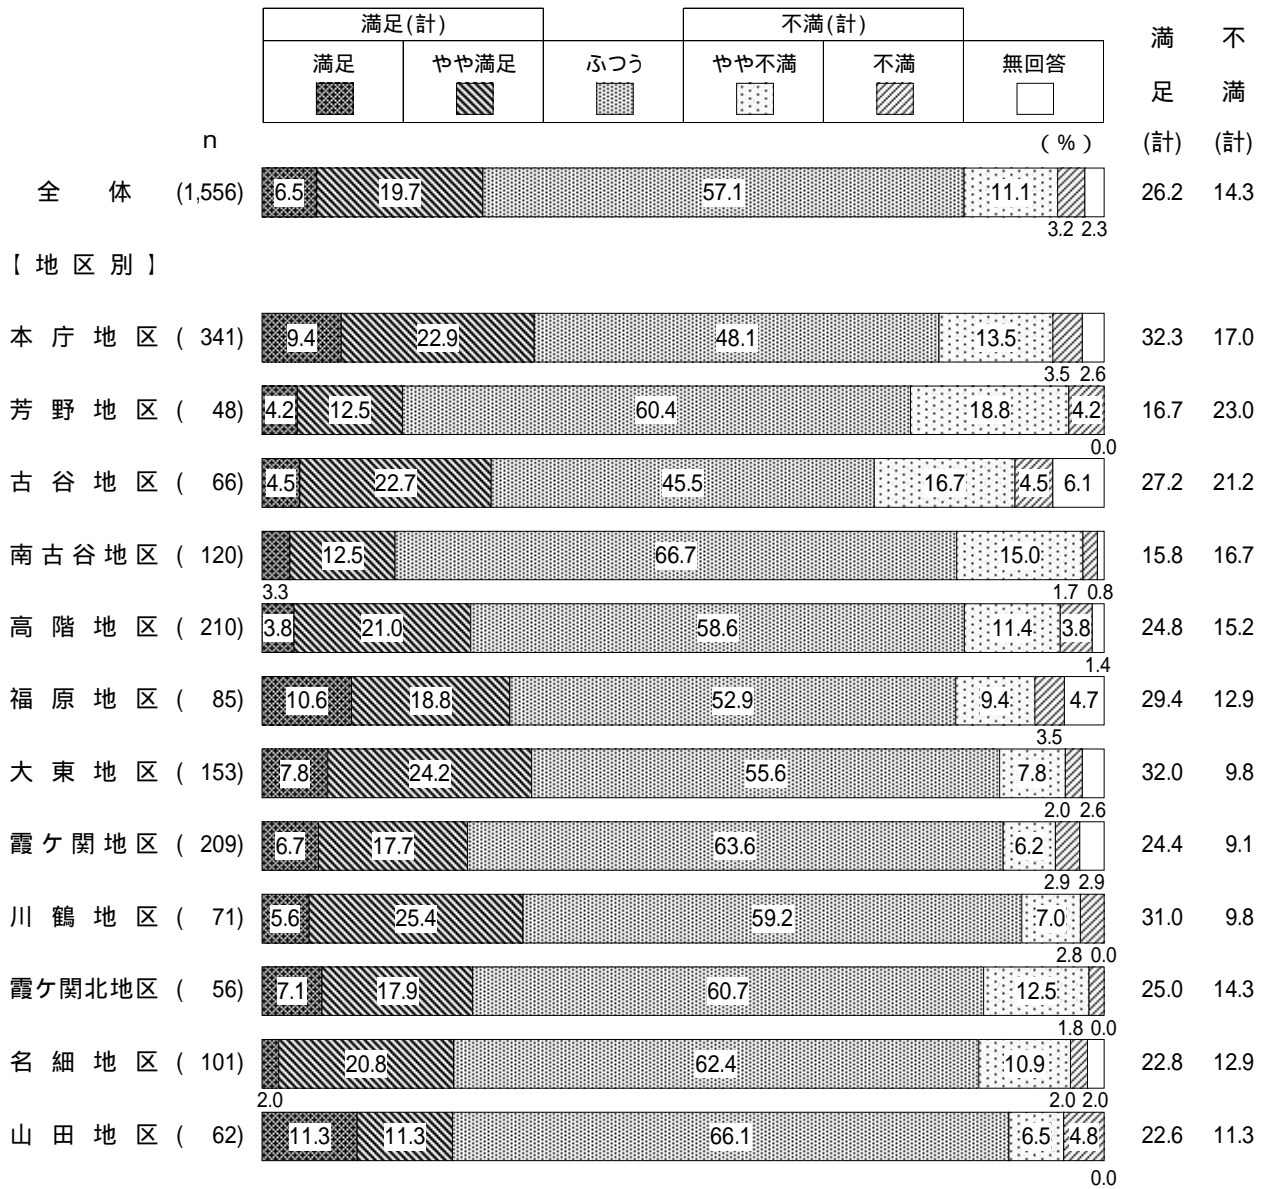 満足(計) 不満(計)
満足 やや満足 ふつう やや不満 不満 無回答
満足(計) 不満(計)
n (%)
全体 (1,556) 6.5 19.7 57.1 11.1 26.2 14.3
3.2 2.3
【地区別】
本庁地区 (341) 9.4 22.9 48.1 13.5 32.3 17.0
3.5 2.6
芳野地区 (48) 4.2 12.5 60.4 18.8 4.2 16.7 23.0
0.0
古谷地区 (66) 4.5 22.7 45.5 16.7 4.5 6.1 27.2 21.2
南古谷地区 (120) 12.5 66.7 15.0 15.8 16.7
3.3 1.7 0.8
高階地区 (210) 3.8 21.0 58.6 11.4 3.8 24.8 15.2
1.4
福原地区 (85) 10.6 18.8 52.9 9.4 4.7 29.4 12.9
3.5
大東地区 (153) 7.8 24.2 55.6 7.8 32.0 9.8
2.0 2.6
霞ケ関地区 (209) 6.7 17.7 63.6 6.2 24.4 9.1
2.9 2.9
川鶴地区 (71) 5.6 25.4 59.2 7.0 31.0 9.8
2.8 0.0
霞ケ関北地区 (56) 7.1 17.9 60.7 12.5 25.0 14.3
1.8 0.0
名細地区 (101) 20.8 62.4 10.9 22.8 12.9
2.0 2.0 2.0
山田地区 (62) 11.3 11.3 66.1 6.5 4.8 22.6 11.3
0.0